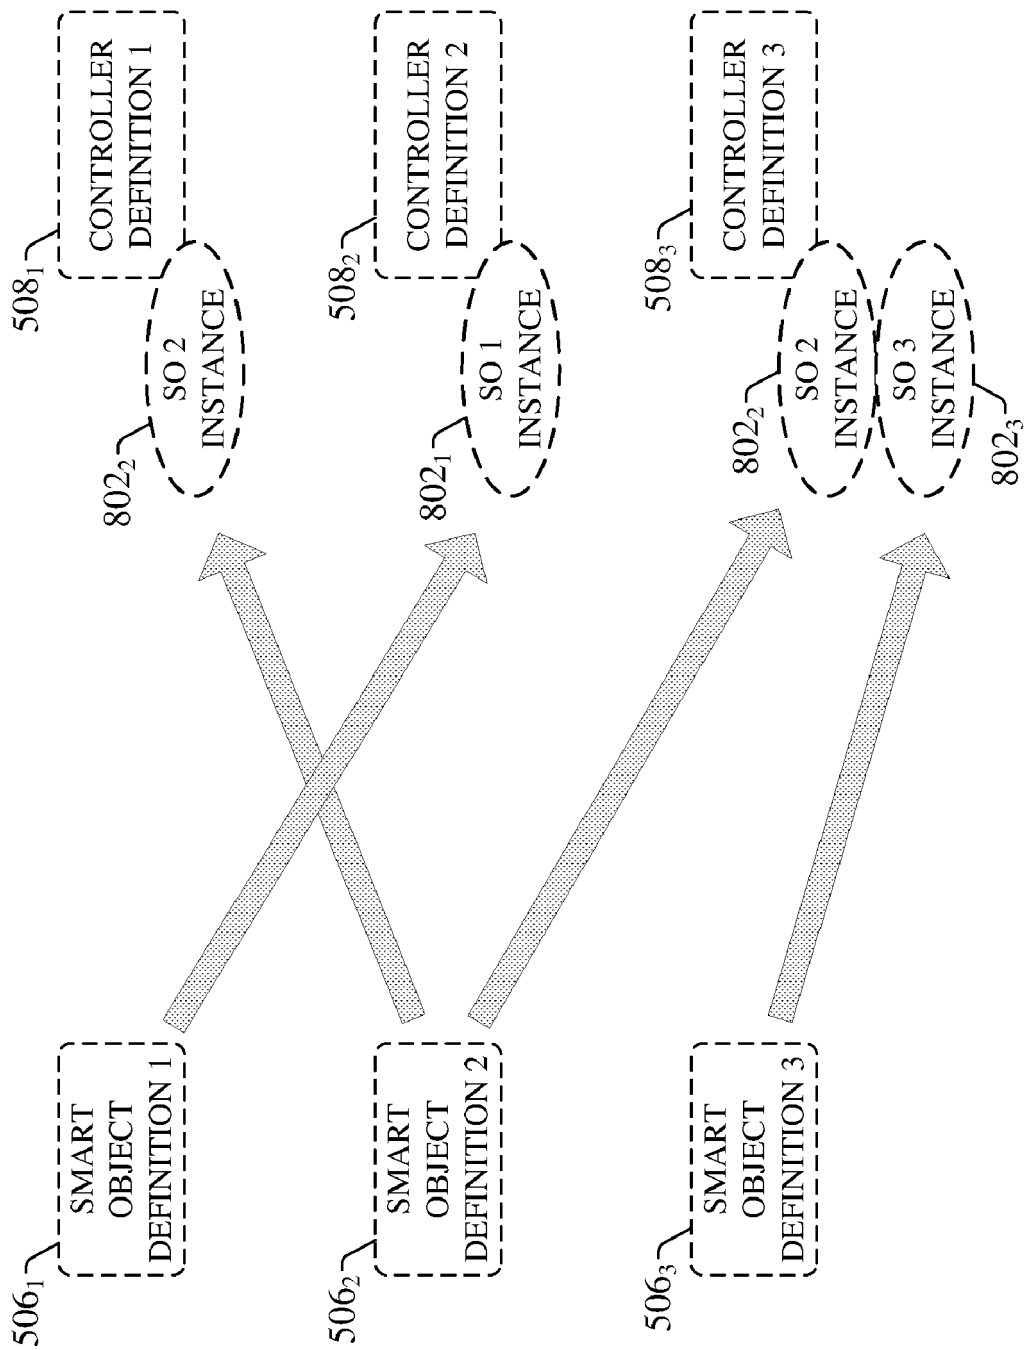 506₁
SMART
OBJECT
DEFINITION 1
506₂
SMART
OBJECT
DEFINITION 2
506₃
SMART
OBJECT
DEFINITION 3
508₁
CONTROLLER
DEFINITION 1
802₂
SO 2
INSTANCE
508₂
CONTROLLER
DEFINITION 2
802₁
SO 1
INSTANCE
508₃
CONTROLLER
DEFINITION 3
802₂
SO 2
INSTANCE
SO 3
INSTANCE
802₃